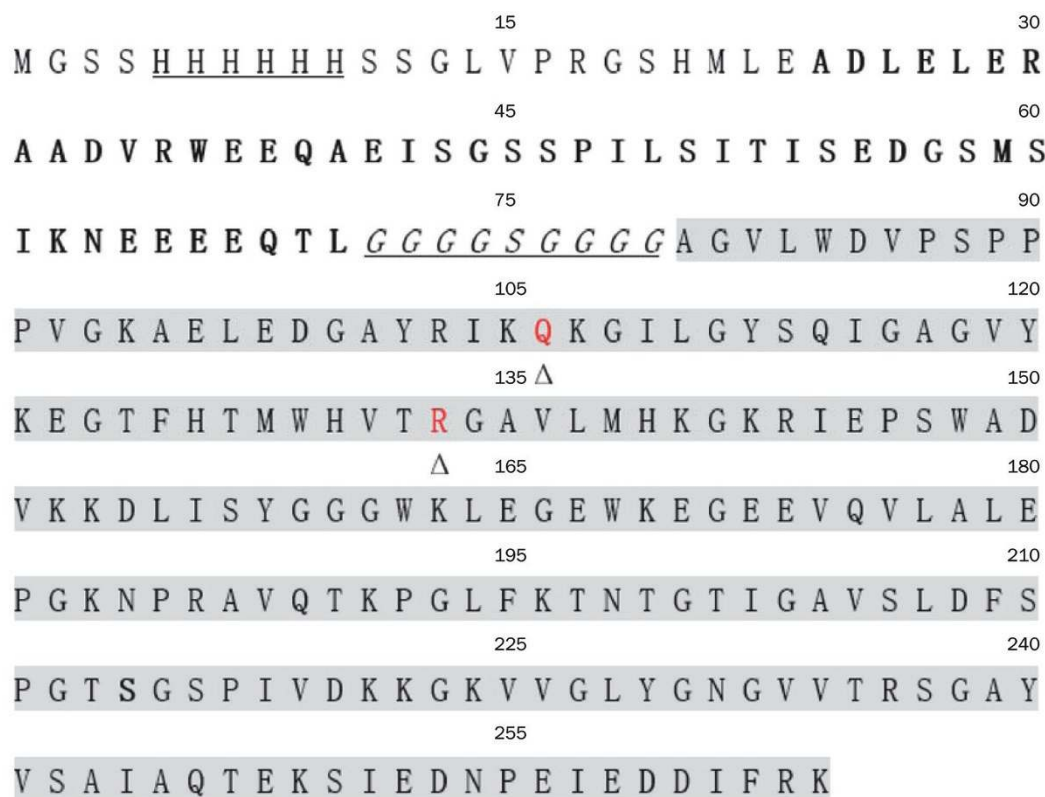 15 30
M G S S H H H H H H S S G L V P R G S H M L E A D L E L E R
45 60
A A D V R W E E Q A E I S G S S P I L S I T I S E D G S M S
75 90
I K N E E E E Q T L G G G G S G G G G A G V L W D V P S P P
105 120
P V G K A E L E D G A Y R I K Q K G I L G Y S Q I G A G V Y
135 Δ 150
K E G T F H T M W H V T R G A V L M H K G K R I E P S W A D
Δ 165 180
V K K D L I S Y G G G W K L E G E W K E G E E V Q V L A L E
195 210
P G K N P R A V Q T K P G L F K T N T G T I G A V S L D F S
225 240
P G T S G S P I V D K K G K V V G L Y G N G V V T R S G A Y
255
V S A I A Q T E K S I E D N P E I E D D I F R K